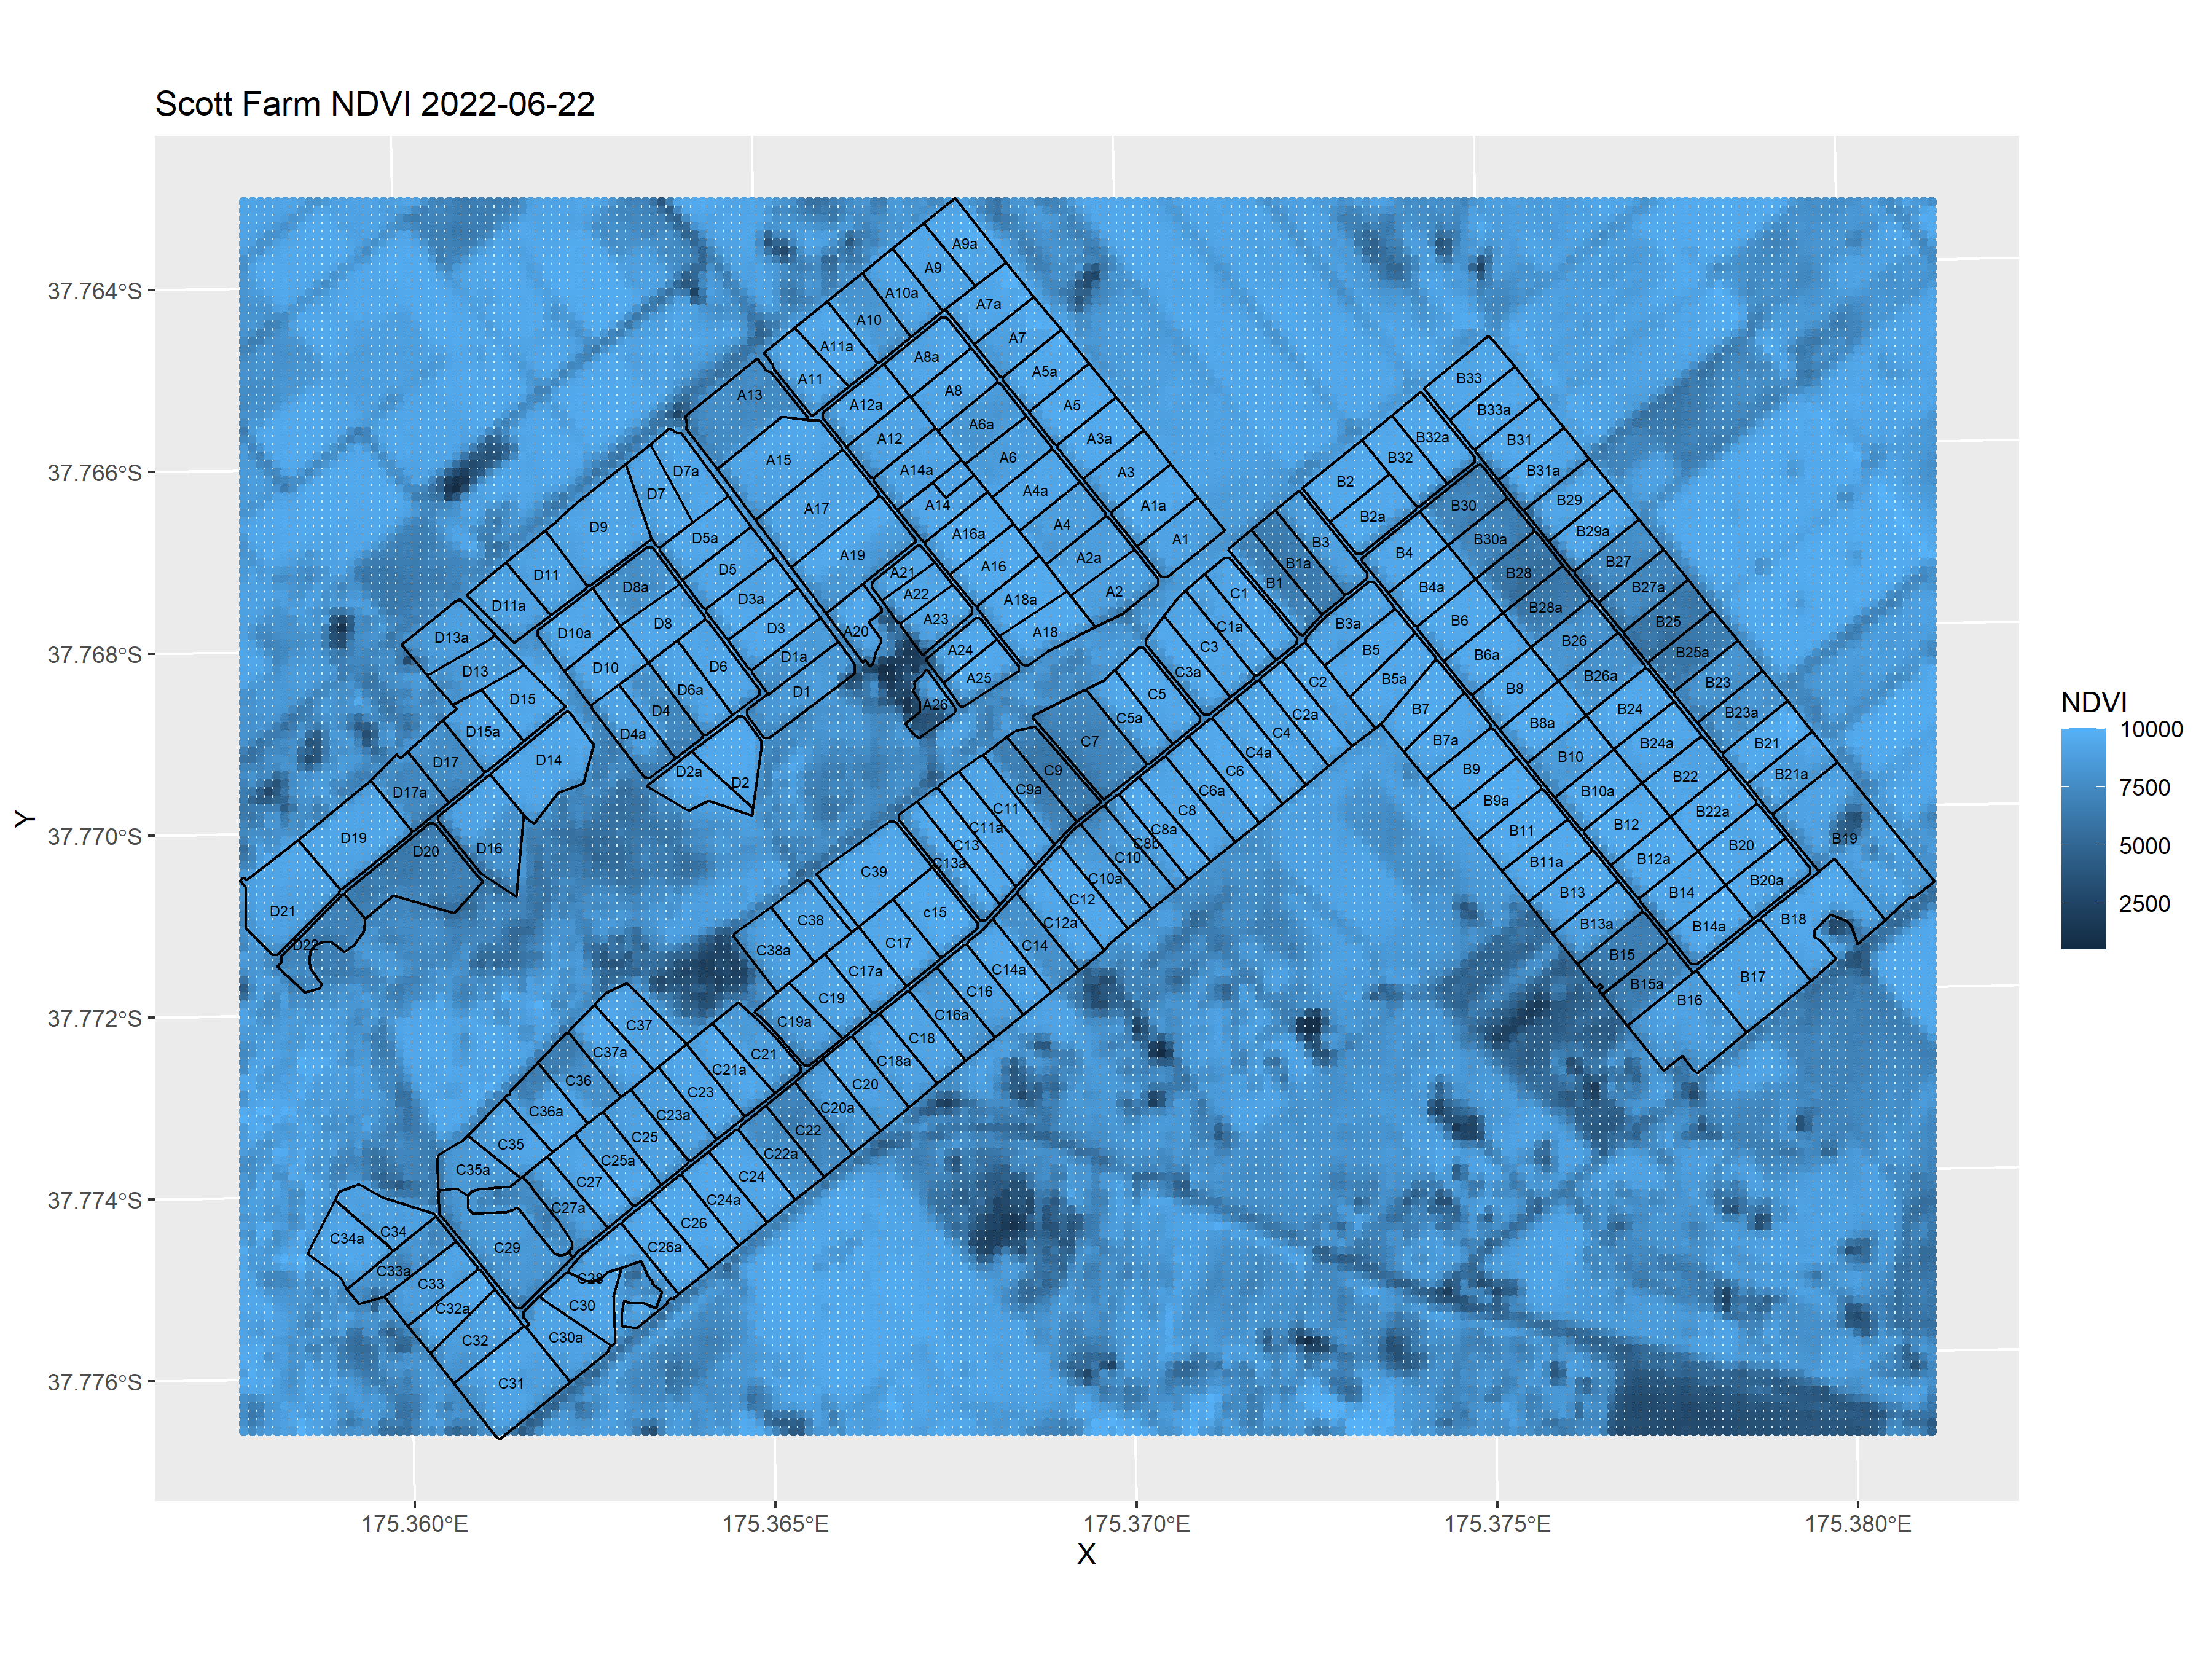 Scott Farm NDVI 2022-06-22
A9a
A9
A10a
A7a
A10
A7
A11a
A8a
A5a
B33
A11
A8
A13
A12a
A5
B33a
A6a
A12
A3a
B32a
B31
A15
A6
B32
D7a
A14a
A3
B31a
B2
D7
A4a
A14
A1a
B30
B29
A17
B2a
D9
A4
B29a
D5a
A16a
A1
B3
B30a
A19
A2a
B4
B27
B1a
D5
A16
B28
D11
A21
B1
D8a
B4a
B27a
A22
A2
C1
D3a
A18a
D11a
B28a
A23
B6
B25
D8
C1a
B3a
D3
A20
A18
D10a
D13a
B26
C3
A24
B5
B25a
D1a
B6a
D6
D10
D13
C3a
B26a
A25
B5a
C2
B23
D6a
B8
D1
C5
D15
A26
B24
B7
D4
B23a
C5a
C2a
B8a
D15a
D4a
C4
C7
B7a
B24a
B21
C4a
B10
D14
D17
C9
D2a
C6
B9
B22
B21a
D2
C9a
C6a
B10a
D17a
B9a
C11
C8
B22a
B12
C11a
C8a
B11
D19
B19
C13
C8b
B20
D16
D20
C10
B12a
C13a
B11a
C39
C10a
B20a
B13
B14
C12
D21
c15
C38
B18
C12a
B13a
B14a
D22
C17
C14
C38a
B15
C17a
C14a
B17
B15a
C16
C19
B16
C16a
C19a
C37
C18
C37a
C21
C18a
C21a
C36
C20
C23
C20a
C36a
C23a
C22
C25
C35
C22a
C25a
C35a
C24
C27
C24a
C27a
C26
C34
C34a
C29
C26a
C33a
C28
C33
C30
C32a
C30a
C32
C31
37.764°S
37.766°S
37.768°S
37.770°S
37.772°S
37.774°S
37.776°S
Y
175.360°E
175.365°E
175.370°E
175.375°E
175.380°E
X
NDVI
10000
7500
5000
2500